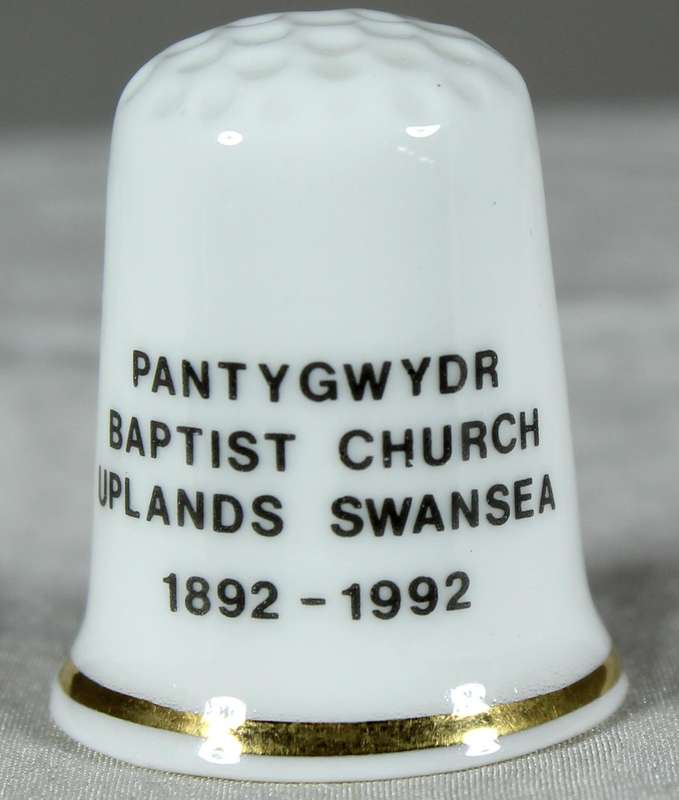 PANTYGWYDR
BAPTIST CHURCH
UPLANDS SWANSEA
1892 - 1992